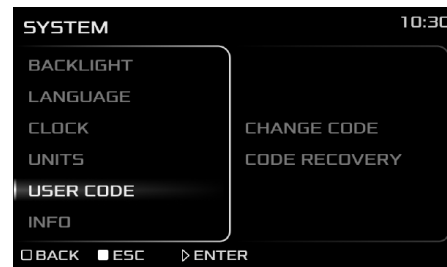 SYSTEM 10:30
BACKLIGHT
LANGUAGE
CLOCK CHANGE CODE
UNITS CODE RECOVERY
USER CODE
INFO
BACK ESC ENTER